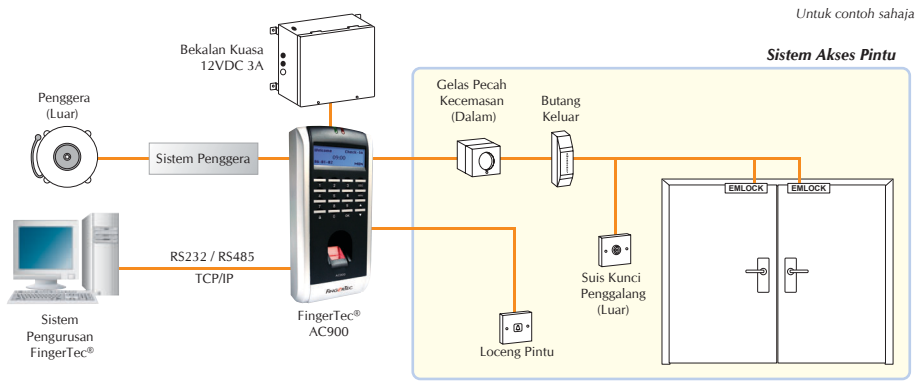 Untuk contoh sahaja
Sistem Akses Pintu
Bekalan Kuasa
12VDC 3A
Penggera
(Luar)
Sistem Penggera
Gelas Pecah
Kecemasan
(Dalam)
Butang
Keluar
EMLOCK
EMLOCK
RS232 / RS485
TCP/IP
Sistem
Pengurusan
FingerTec®
FingerTec
FingerTec®
AC900
Suis Kunci
Penggalang
(Luar)
Loceng Pintu